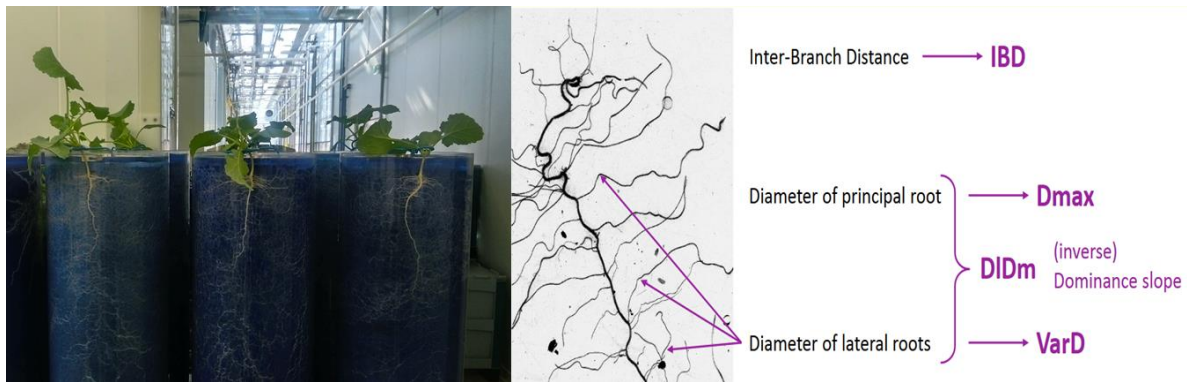 Inter-Branch Distance IBD
Diameter of principal root Dmax
DIDm (inverse)
Dominance slope
Diameter of lateral roots VarD